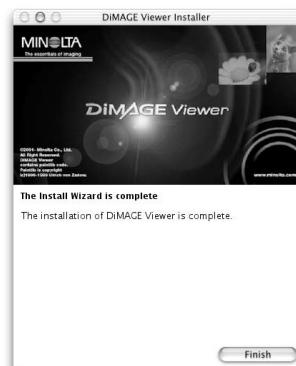 DiMAGE Viewer Installer
MINOLTA
The essentials of imaging
DiMAGE Viewer
©2001- Minolta Co., Ltd.
All Right Reserved.
DiMAGE Viewer
contains paintlib code.
Paintlib is copyright
(c)1996-1999 Ulrich von Zadow.
www.minolta.com
The Install Wizard is complete
The installation of DiMAGE Viewer is complete.
Finish